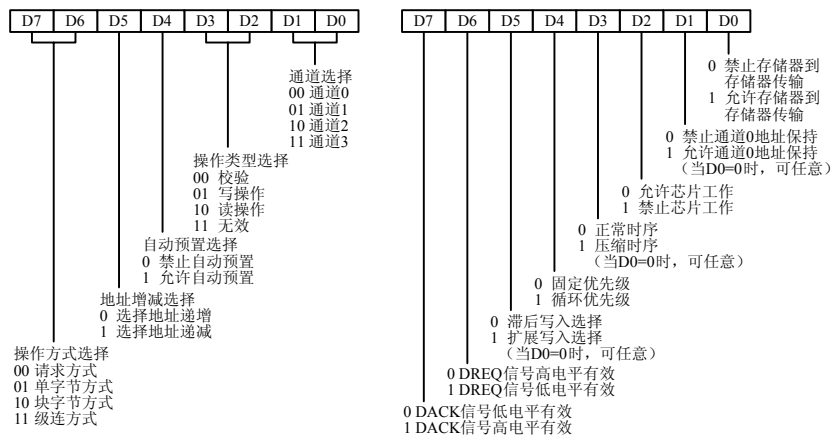 D7 D6 D5 D4 D3 D2 D1 D0
通道选择
00 通道0
01 通道1
10 通道2
11 通道3
操作类型选择
00 校验
01 写操作
10 读操作
11 无效
自动预置选择
0 禁止自动预置
1 允许自动预置
地址增减选择
0 选择地址递增
1 选择地址递减
操作方式选择
00 请求方式
01 单字节方式
10 块字节方式
11 级连方式
D7 D6 D5 D4 D3 D2 D1 D0
0 禁止存储器到
存储器传输
1 允许存储器到
存储器传输
0 禁止通道0地址保持
1 允许通道0地址保持
（当D0=0时，可任意）
0 允许芯片工作
1 禁止芯片工作
0 正常时序
1 压缩时序
（当D0=0时，可任意）
0 固定优先级
1 循环优先级
0 滞后写入选择
1 扩展写入选择
（当D0=0时，可任意）
0 DREQ信号高电平有效
1 DREQ信号低电平有效
0 DACK信号低电平有效
1 DACK信号高电平有效